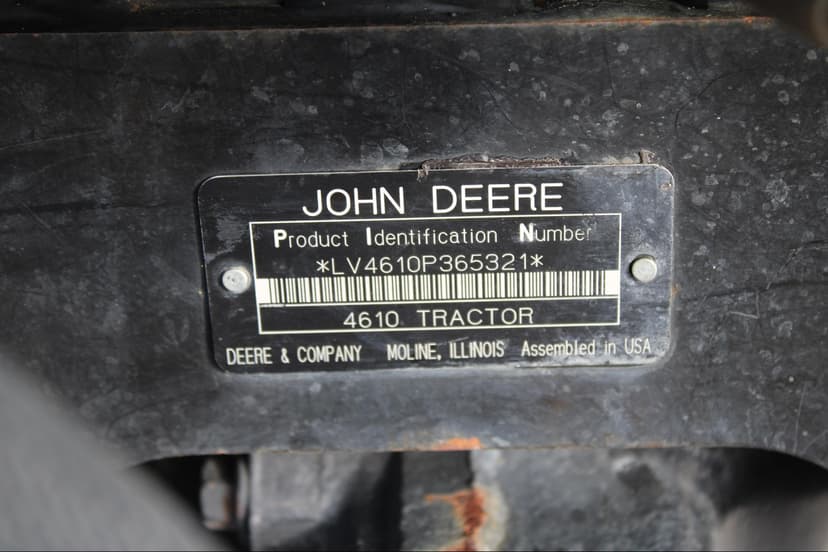 JOHN DEERE
Product Identification Number
*LV4610P365321*
4610 TRACTOR
DEERE & COMPANY MOLINE, ILLINOIS Assembled in USA